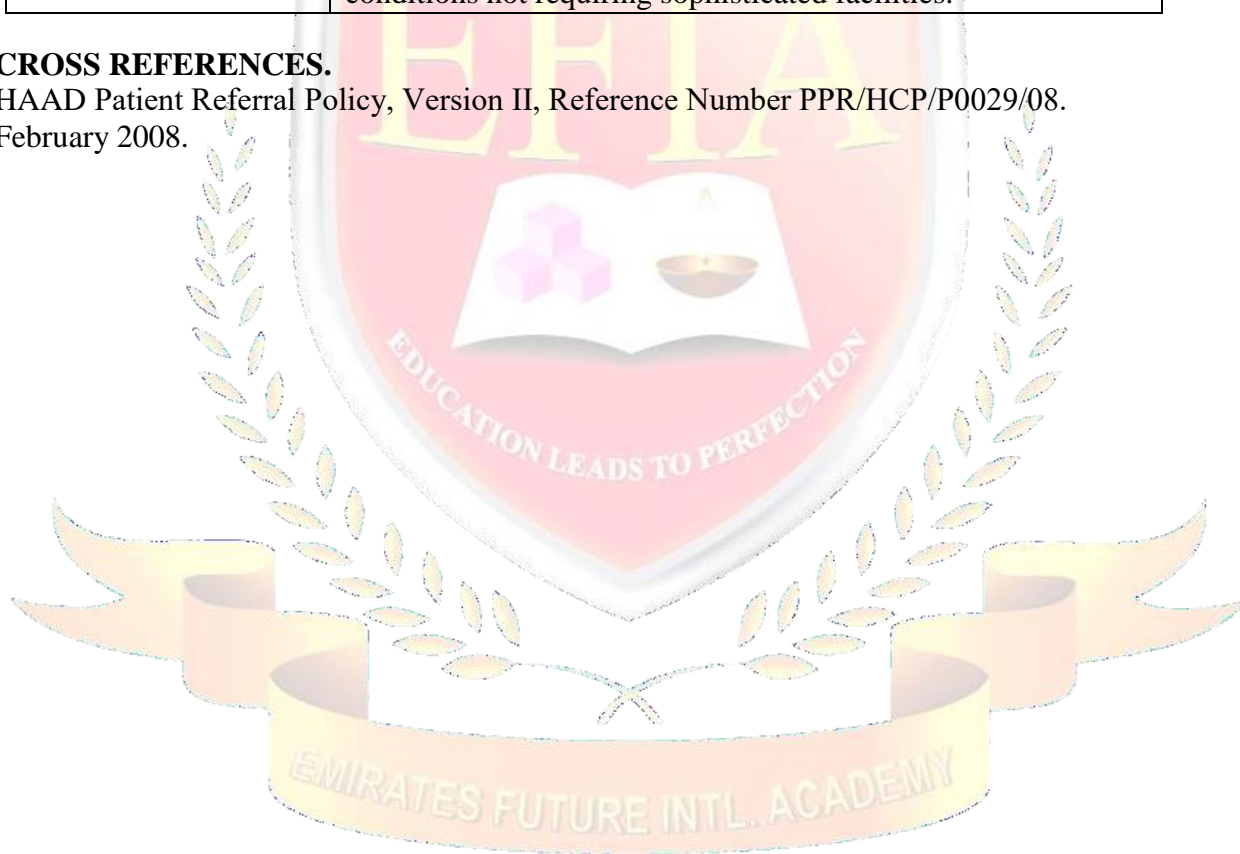 conditions not requiring sophisticated facilities.
CROSS REFERENCES.
HAAD Patient Referral Policy, Version II, Reference Number PPR/HCP/P0029/08.
February 2008.
EFIA
EDUCATION LEADS TO PERFECTION
EMIRATES FUTURE INTL. ACADEMY